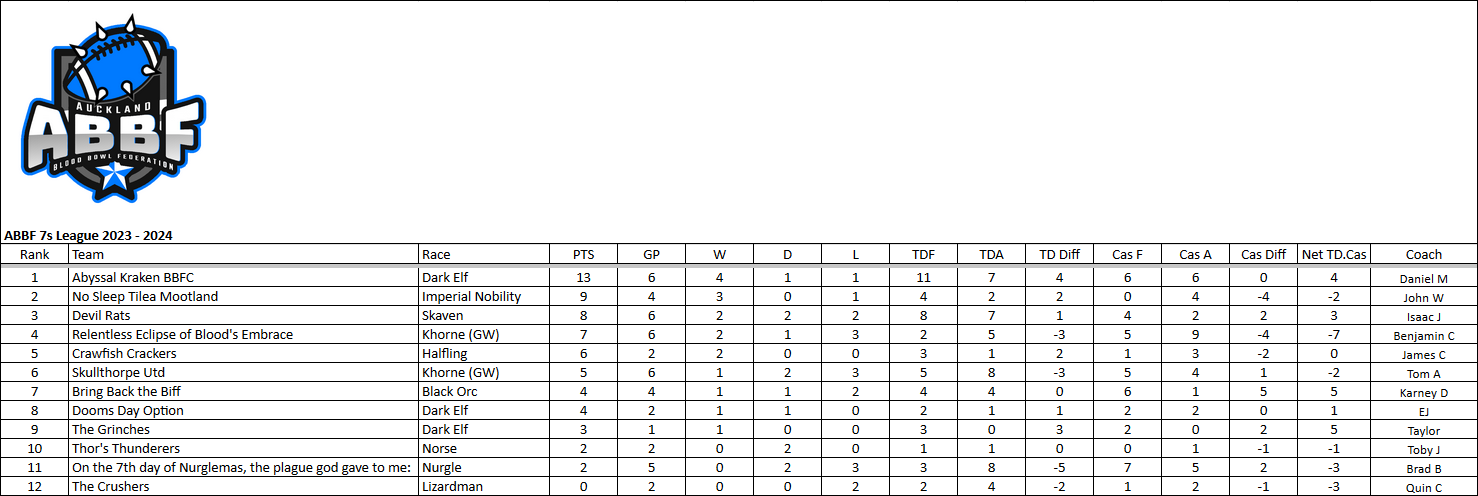 AUCKLAND
ABBF
BLOOD BOWL FEDERATION
ABBF 7s League 2023 - 2024
Rank Team Race PTS GP W D L TDF TDA TD Diff Cas F Cas A Cas Diff Net TD.Cas Coach
1 Abyssal Kraken BBFC Dark Elf 13 6 4 1 1 11 7 4 6 6 0 4 Daniel M
2 No Sleep Tilea Mootland Imperial Nobility 9 4 3 0 1 4 2 2 0 4 -4 -2 John W
3 Devil Rats Skaven 8 6 2 2 2 8 7 1 4 2 2 3 Isaac J
4 Relentless Eclipse of Blood's Embrace Khorne (GW) 7 6 2 1 3 2 5 -3 5 9 -4 -7 Benjamin C
5 Crawfish Crackers Halfling 6 2 2 0 0 3 1 2 1 3 -2 0 James C
6 Skullthorpe Utd Khorne (GW) 5 6 1 2 3 5 8 -3 5 4 1 -2 Tom A
7 Bring Back the Biff Black Orc 4 4 1 1 2 4 4 0 6 1 5 5 Karney D
8 Dooms Day Option Dark Elf 4 2 1 1 0 2 1 1 2 2 0 1 EJ
9 The Grinches Dark Elf 3 1 1 0 0 3 0 3 2 0 2 5 Taylor
10 Thor's Thunderers Norse 2 2 0 2 0 1 1 0 0 1 -1 -1 Toby J
11 On the 7th day of Nurglemas, the plague god gave to me: Nurgle 2 5 0 2 3 3 8 -5 7 5 2 -3 Brad B
12 The Crushers Lizardman 0 2 0 0 2 2 4 -2 1 2 -1 -3 Quin C